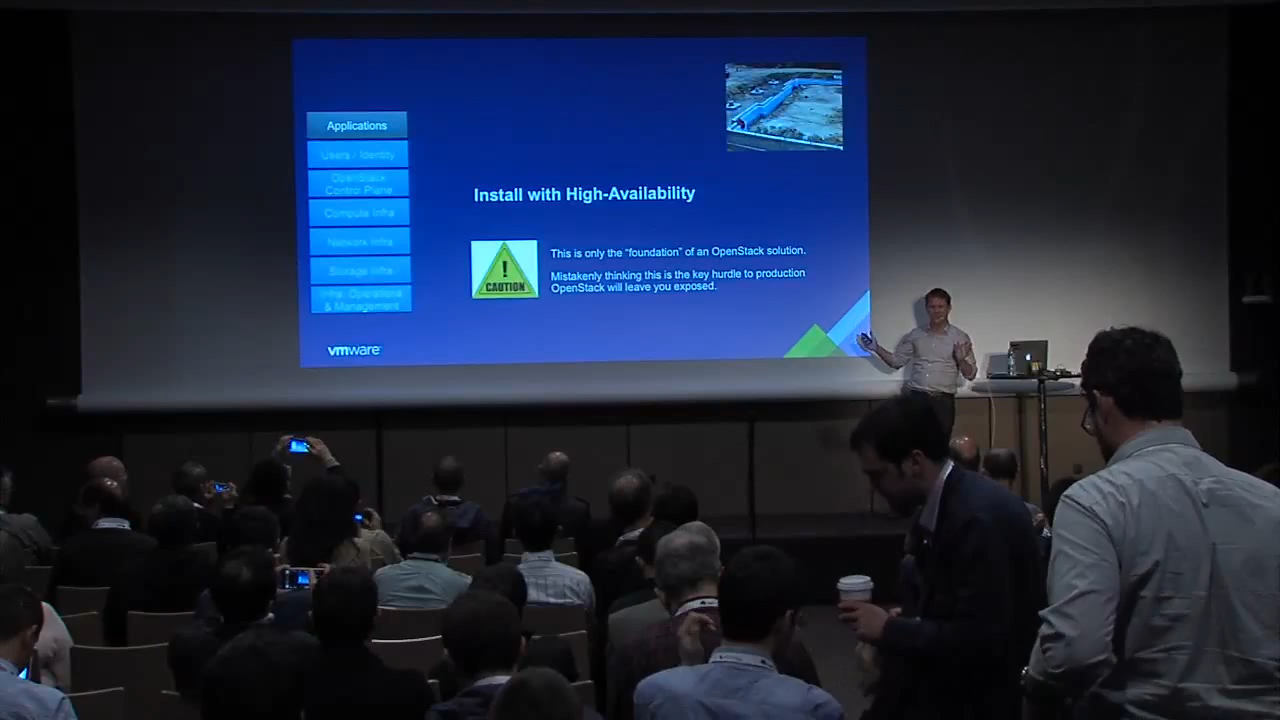 Applications
Users / Identity
OpenStack
Control Plane
Compute Infra
Network Infra
Storage Infra
Infra. Operations
& Management
Install with High-Availability
!
CAUTION
This is only the “foundation” of an OpenStack solution.
Mistakenly thinking this is the key hurdle to production
OpenStack will leave you exposed.
vmware